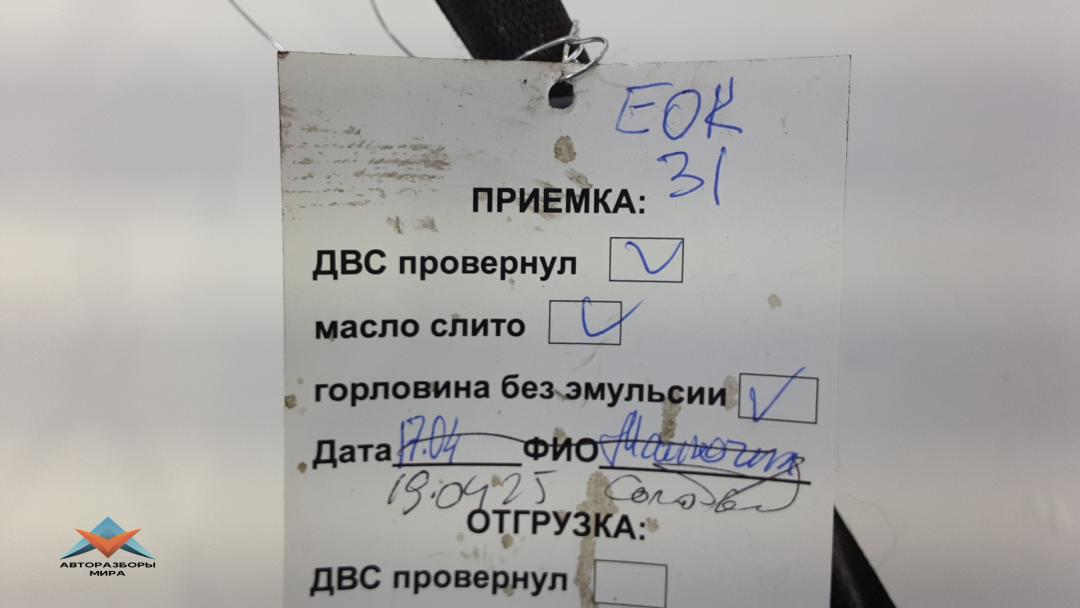 ЕОК
31
ПРИЕМКА:
ДВС провернул
масло слито
горловина без эмульсии
Дата 17.04 ФИО
19.04 25
ОТГРУЗКА:
ДВС провернул
АВТОРАЗБОРЫ
МИРА